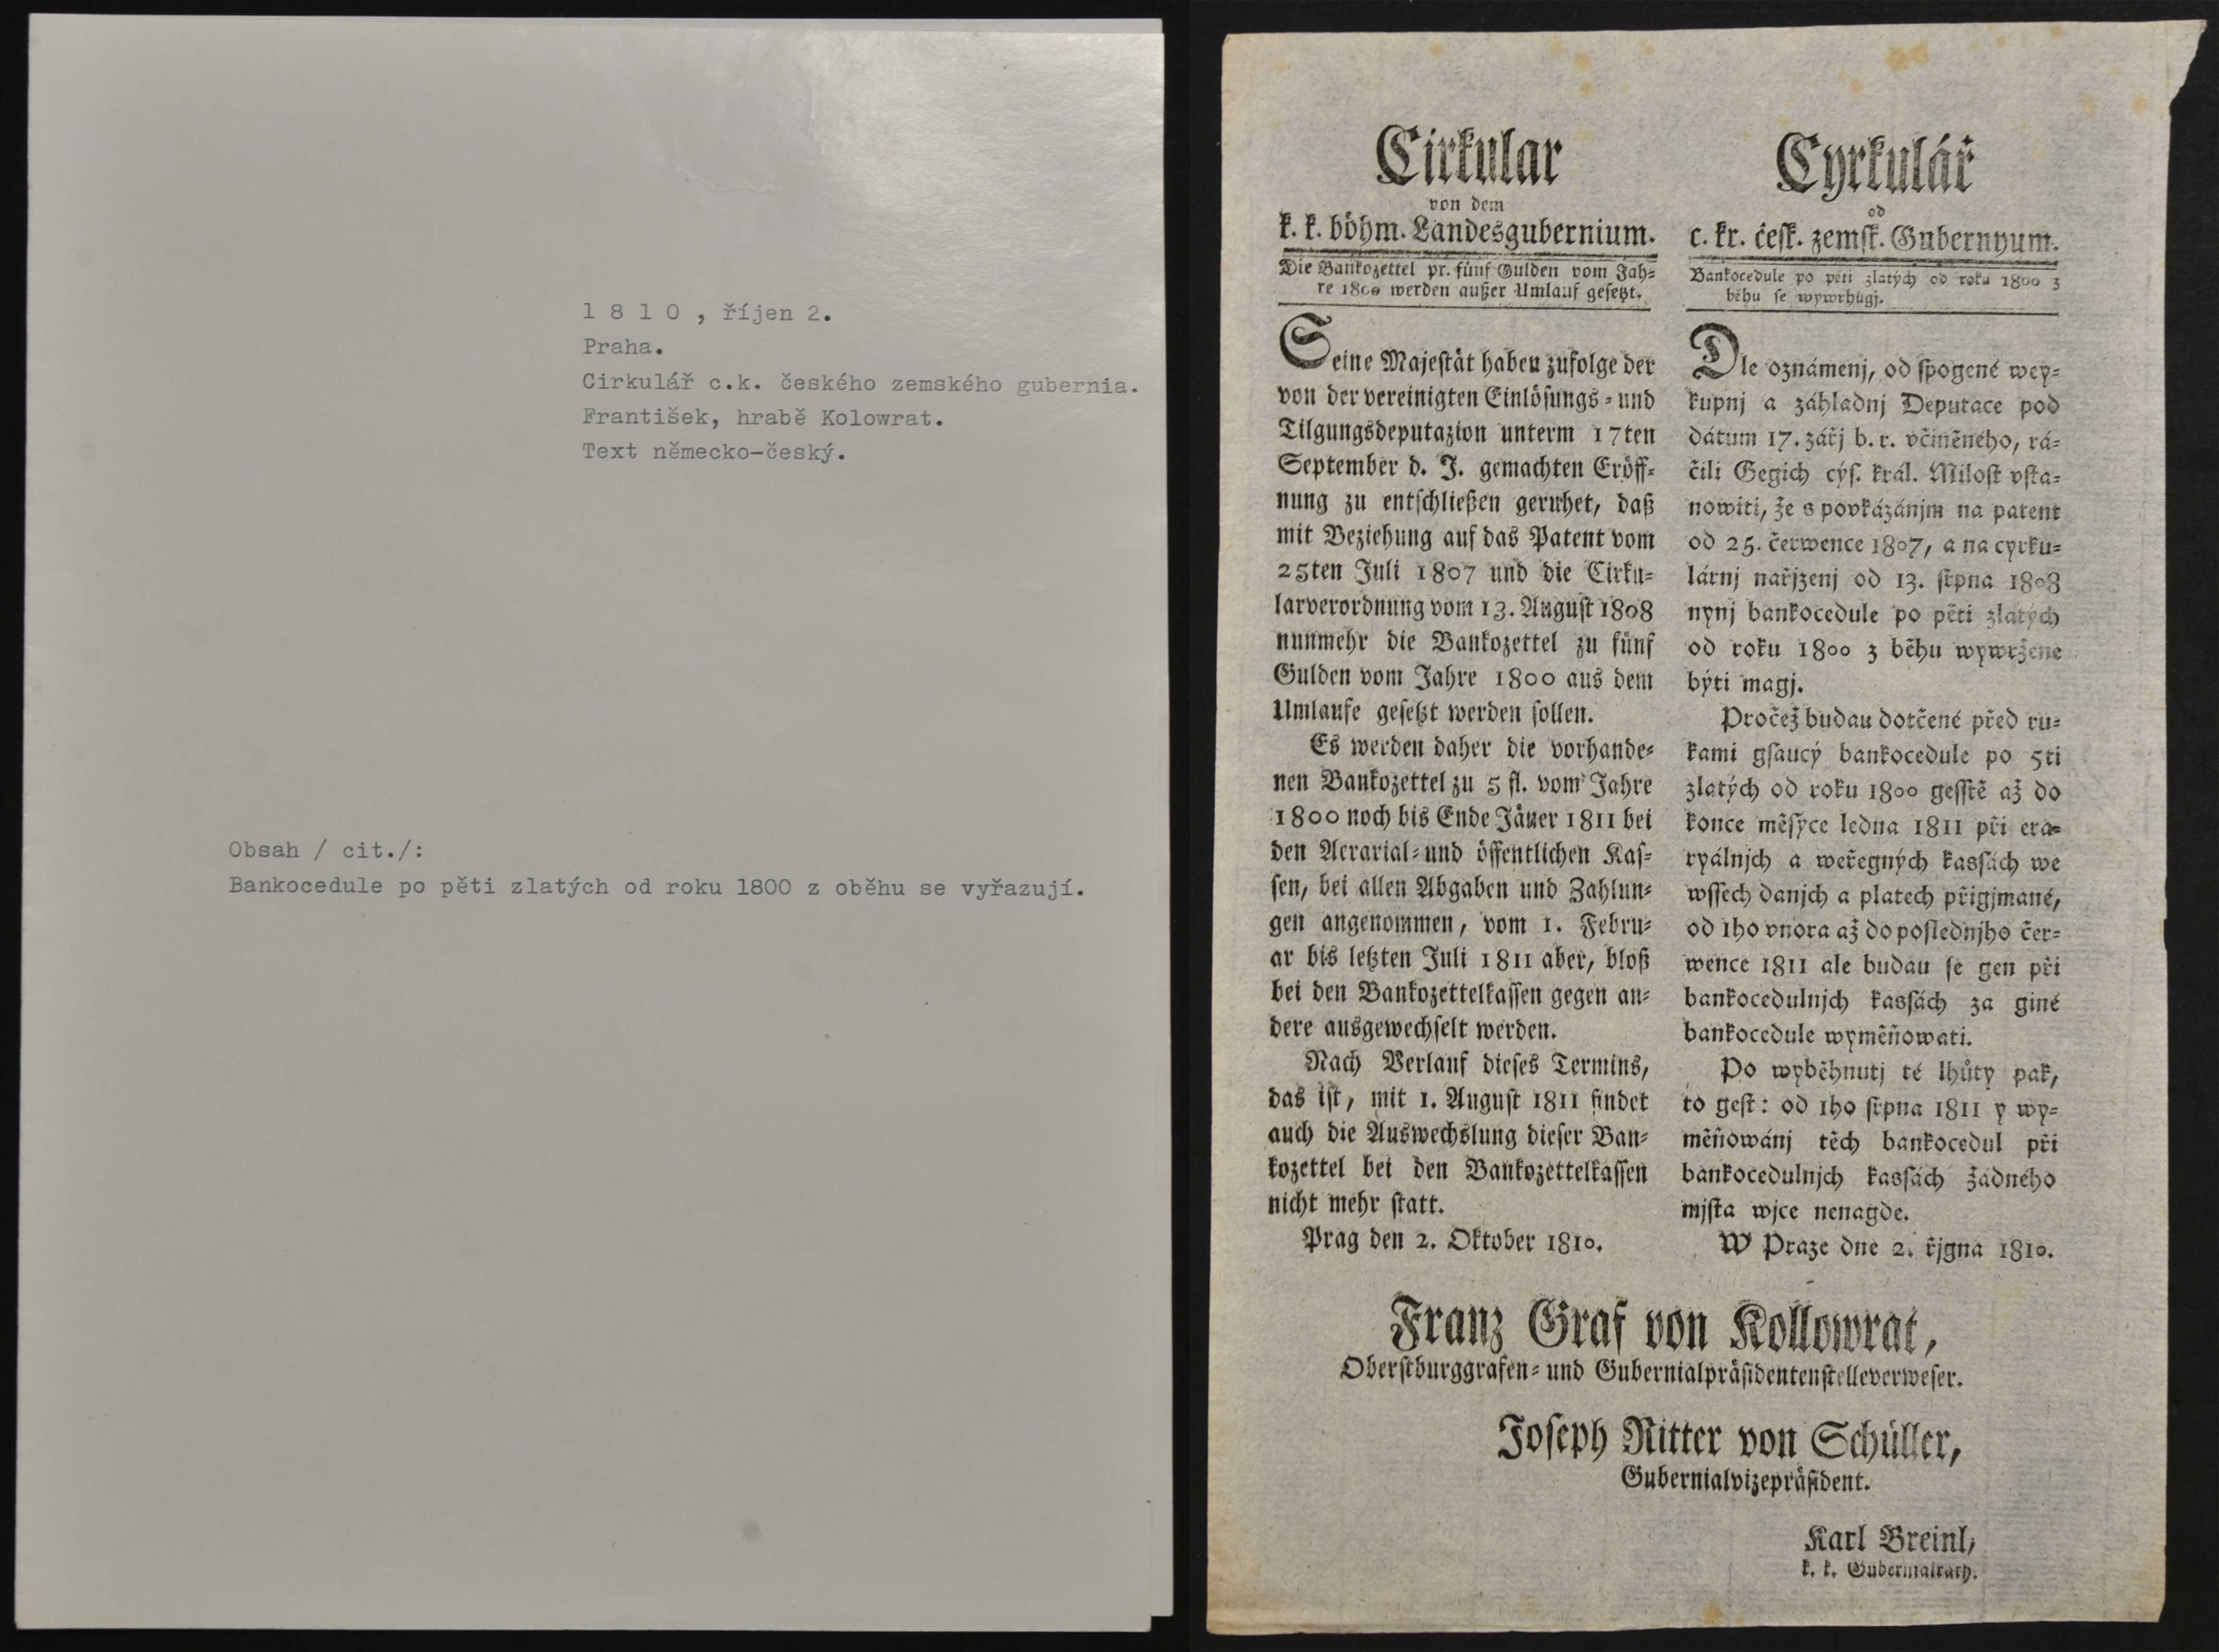 1 8 1 0 , říjen 2.
Praha.
Cirkulář c.k. českého zemského gubernia.
František, hrabě Kolowrat.
Text německo-český.
Obsah / cit./:
Bankocedule po pěti zlatých od roku 1800 z oběhu se vyřazují.
Cirkular
von dem
k. k. böhm. Landesgubernium.
Die Bankozettel pr. fünf Gulden vom Jah=
re 1800 werden außer Umlauf gesetzt.
Seine Majestät haben zufolge der
von der vereinigten Einlösungs= und
Tilgungsdeputazion unterm 17ten
September d. J. gemachten Eröff=
nung zu entschließen geruhet, daß
mit Beziehung auf das Patent vom
25ten Juli 1807 und die Cirku=
larverordnung vom 13. August 1808
nunmehr die Bankozettel zu fünf
Gulden vom Jahre 1800 aus dem
Umlaufe gesetzt werden sollen.
Es werden daher die vorhande=
nen Bankozettel zu 5 fl. vom Jahre
1800 noch bis Ende Jäner 1811 bei
den Aerarial= und öffentlichen Kas=
sen, bei allen Abgaben und Zahlun=
gen angenommen, vom 1. Febru=
ar bis letzten Juli 1811 aber, bloß
bei den Bankozettelkassen gegen an=
dere ausgewechselt werden.
Nach Verlauf dieses Termins,
das ist, mit 1. August 1811 findet
auch die Auswechslung dieser Ban=
kozettel bei den Bankozettelkassen
nicht mehr statt.
Prag den 2. Oktober 1810.
Cyrkulář
od
c. kr. česk. zemsk. Gubernyum.
Bankocedule po pěti zlatých od roku 1800 z
běhu se wywrhugj.
Dle oznámenj, od spogené wey=
kupnj a záhladnj Deputace pod
dátum 17. zářj b. r. včiněného, rá=
čili Gegich cýs. král. Milost vsta=
nowiti, že s povkázánjm na patent
od 25. července 1807, a na cyrku=
lárnj nařjzenj od 13. srpna 1808
nynj bankocedule po pěti zlatých
od roku 1800 z běhu wywržene
býti magj.
Pročež budau dotčené před ru=
kami gsaucý bankocedule po 5ti
zlatých od roku 1800 gesstě až do
konce měsýce ledna 1811 při era=
ryálnjch a weřegných kassách we
wssech danjch a platech přigjmané,
od 1ho vnora až do poslednjho čer=
wence 1811 ale budau se gen při
bankocedulnjch kassách za giné
bankocedule wyměňowati.
Po wyběhnutj té lhůty pak,
to gest: od 1ho srpna 1811 y wy=
měňowánj těch bankocedul při
bankocedulnjch kassách žádného
mjsta wjce nenagde.
W Praze dne 2. řjgna 1810.
Franz Graf von Kollowrat,
Oberstburggrafen= und Gubernialpräsidentenstelleverweser.
Joseph Ritter von Schüller,
Gubernialvizepräsident.
Karl Breinl,
k. k. Gubernialrath.